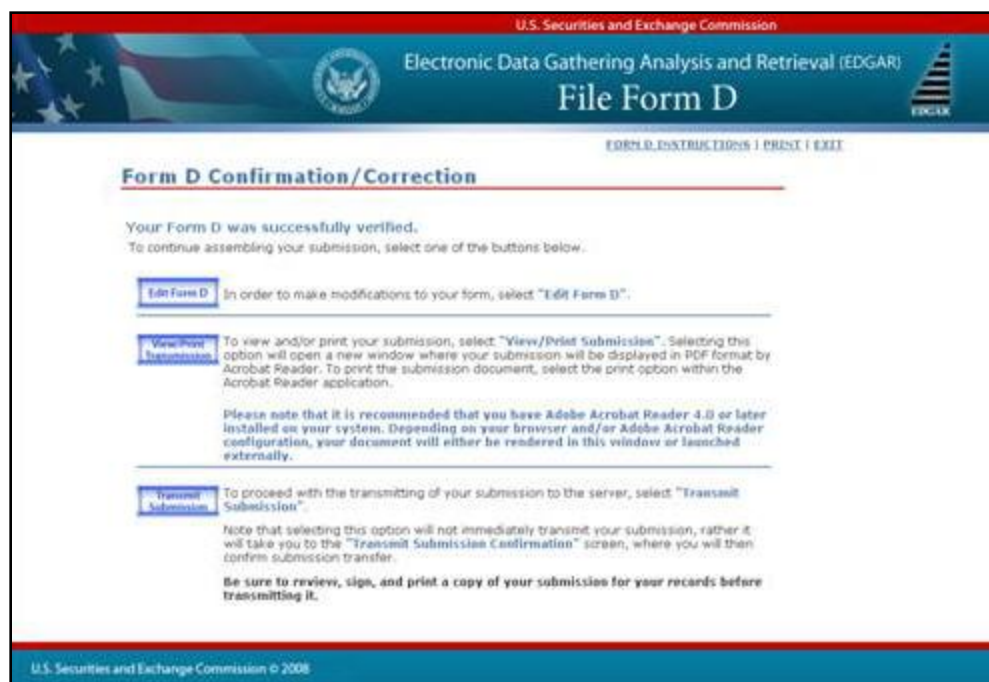 U.S. Securities and Exchange Commission
Electronic Data Gathering Analysis and Retrieval (EDGAR)
File Form D
EDGAR
FORM D INSTRUCTIONS | PRINT | EXIT
Form D Confirmation/Correction
Your Form D was successfully verified.
To continue assembling your submission, select one of the buttons below.
Edit Form D
In order to make modifications to your form, select "Edit Form D".
View/Print
Transmission
To view and/or print your submission, select "View/Print Submission". Selecting this
option will open a new window where your submission will be displayed in PDF format by
Acrobat Reader. To print the submission document, select the print option within the
Acrobat Reader application.
Please note that it is recommended that you have Adobe Acrobat Reader 4.0 or later
installed on your system. Depending on your browser and/or Adobe Acrobat Reader
configuration, your document will either be rendered in this window or launched
externally.
Transmit
Submission
To proceed with the transmitting of your submission to the server, select "Transmit
Submission".
Note that selecting this option will not immediately transmit your submission, rather it
will take you to the "Transmit Submission Confirmation" screen, where you will then
confirm submission transfer.
Be sure to review, sign, and print a copy of your submission for your records before
transmitting it.
U.S. Securities and Exchange Commission © 2008